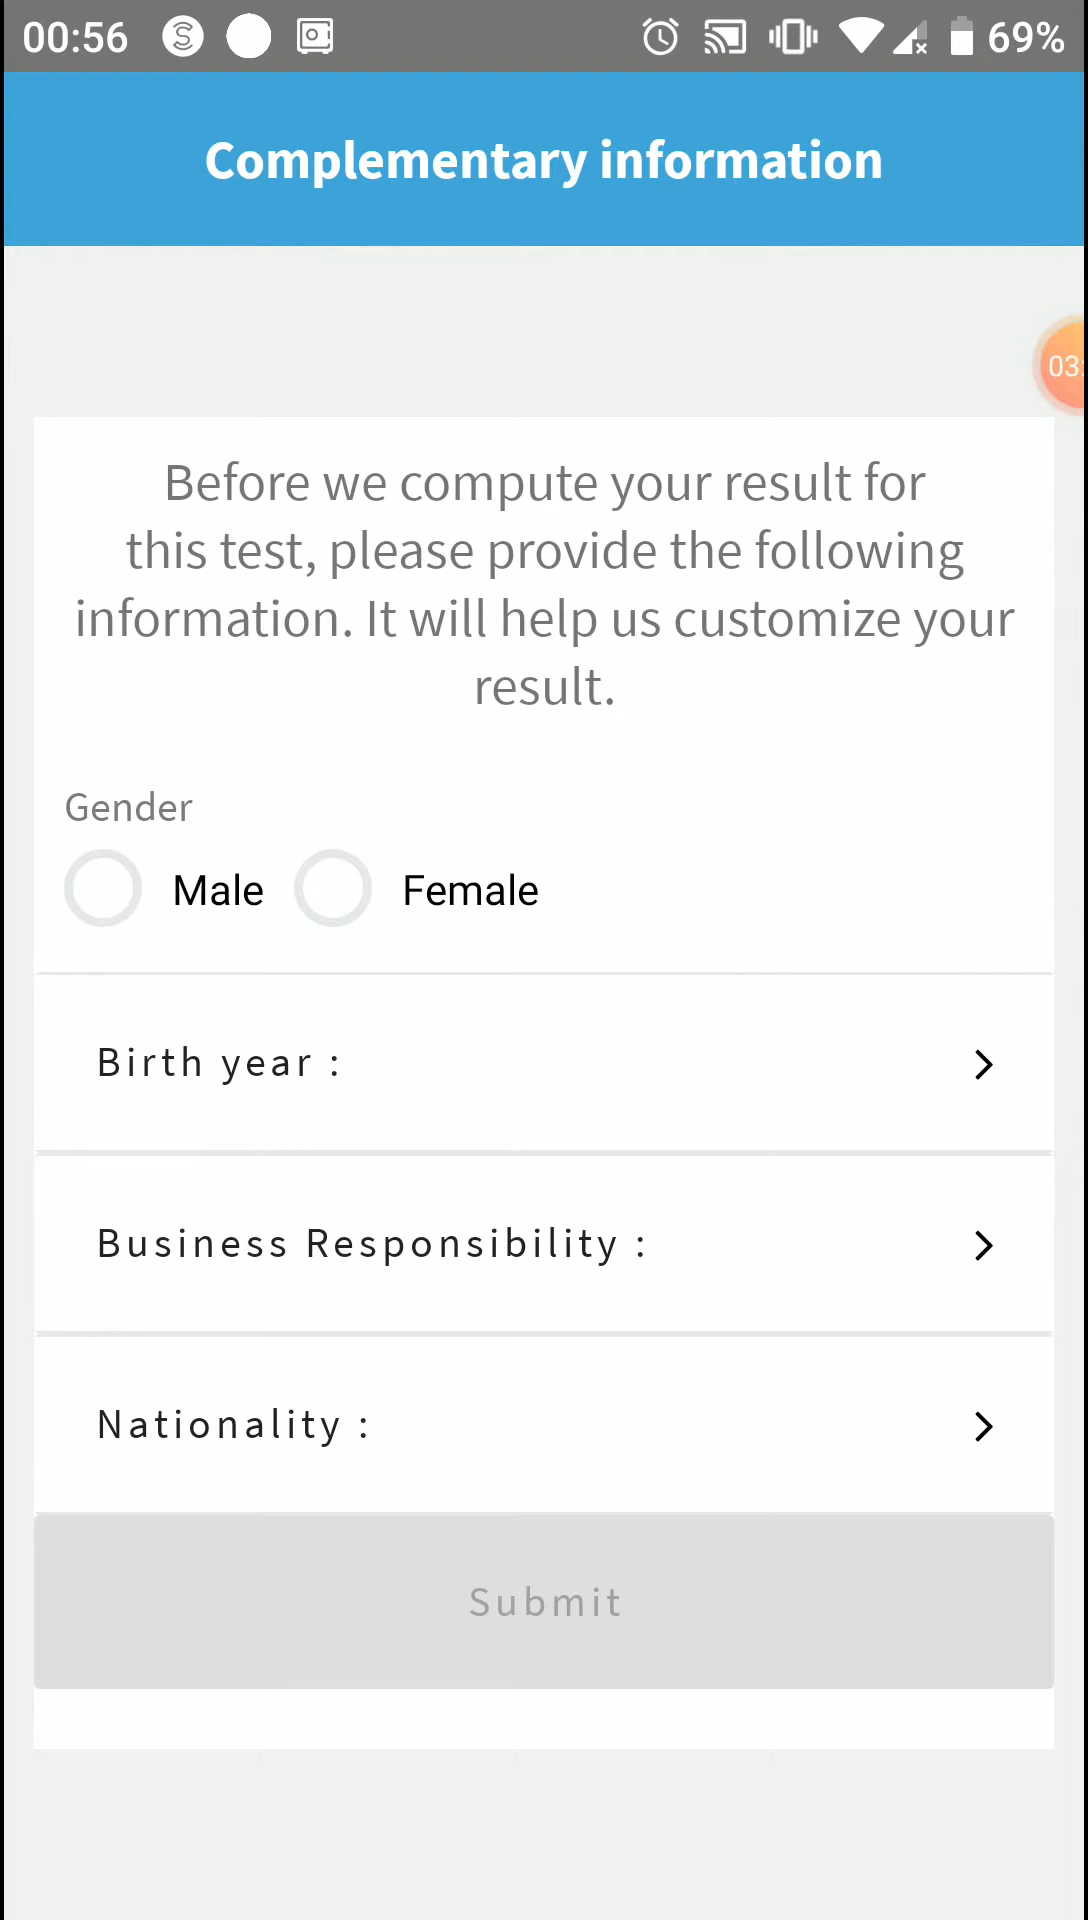 00:56 69%
Complementary information
03:
Before we compute your result for
this test, please provide the following
information. It will help us customize your
result.
Gender
Male Female
Birth year :
Business Responsibility :
Nationality :
Submit